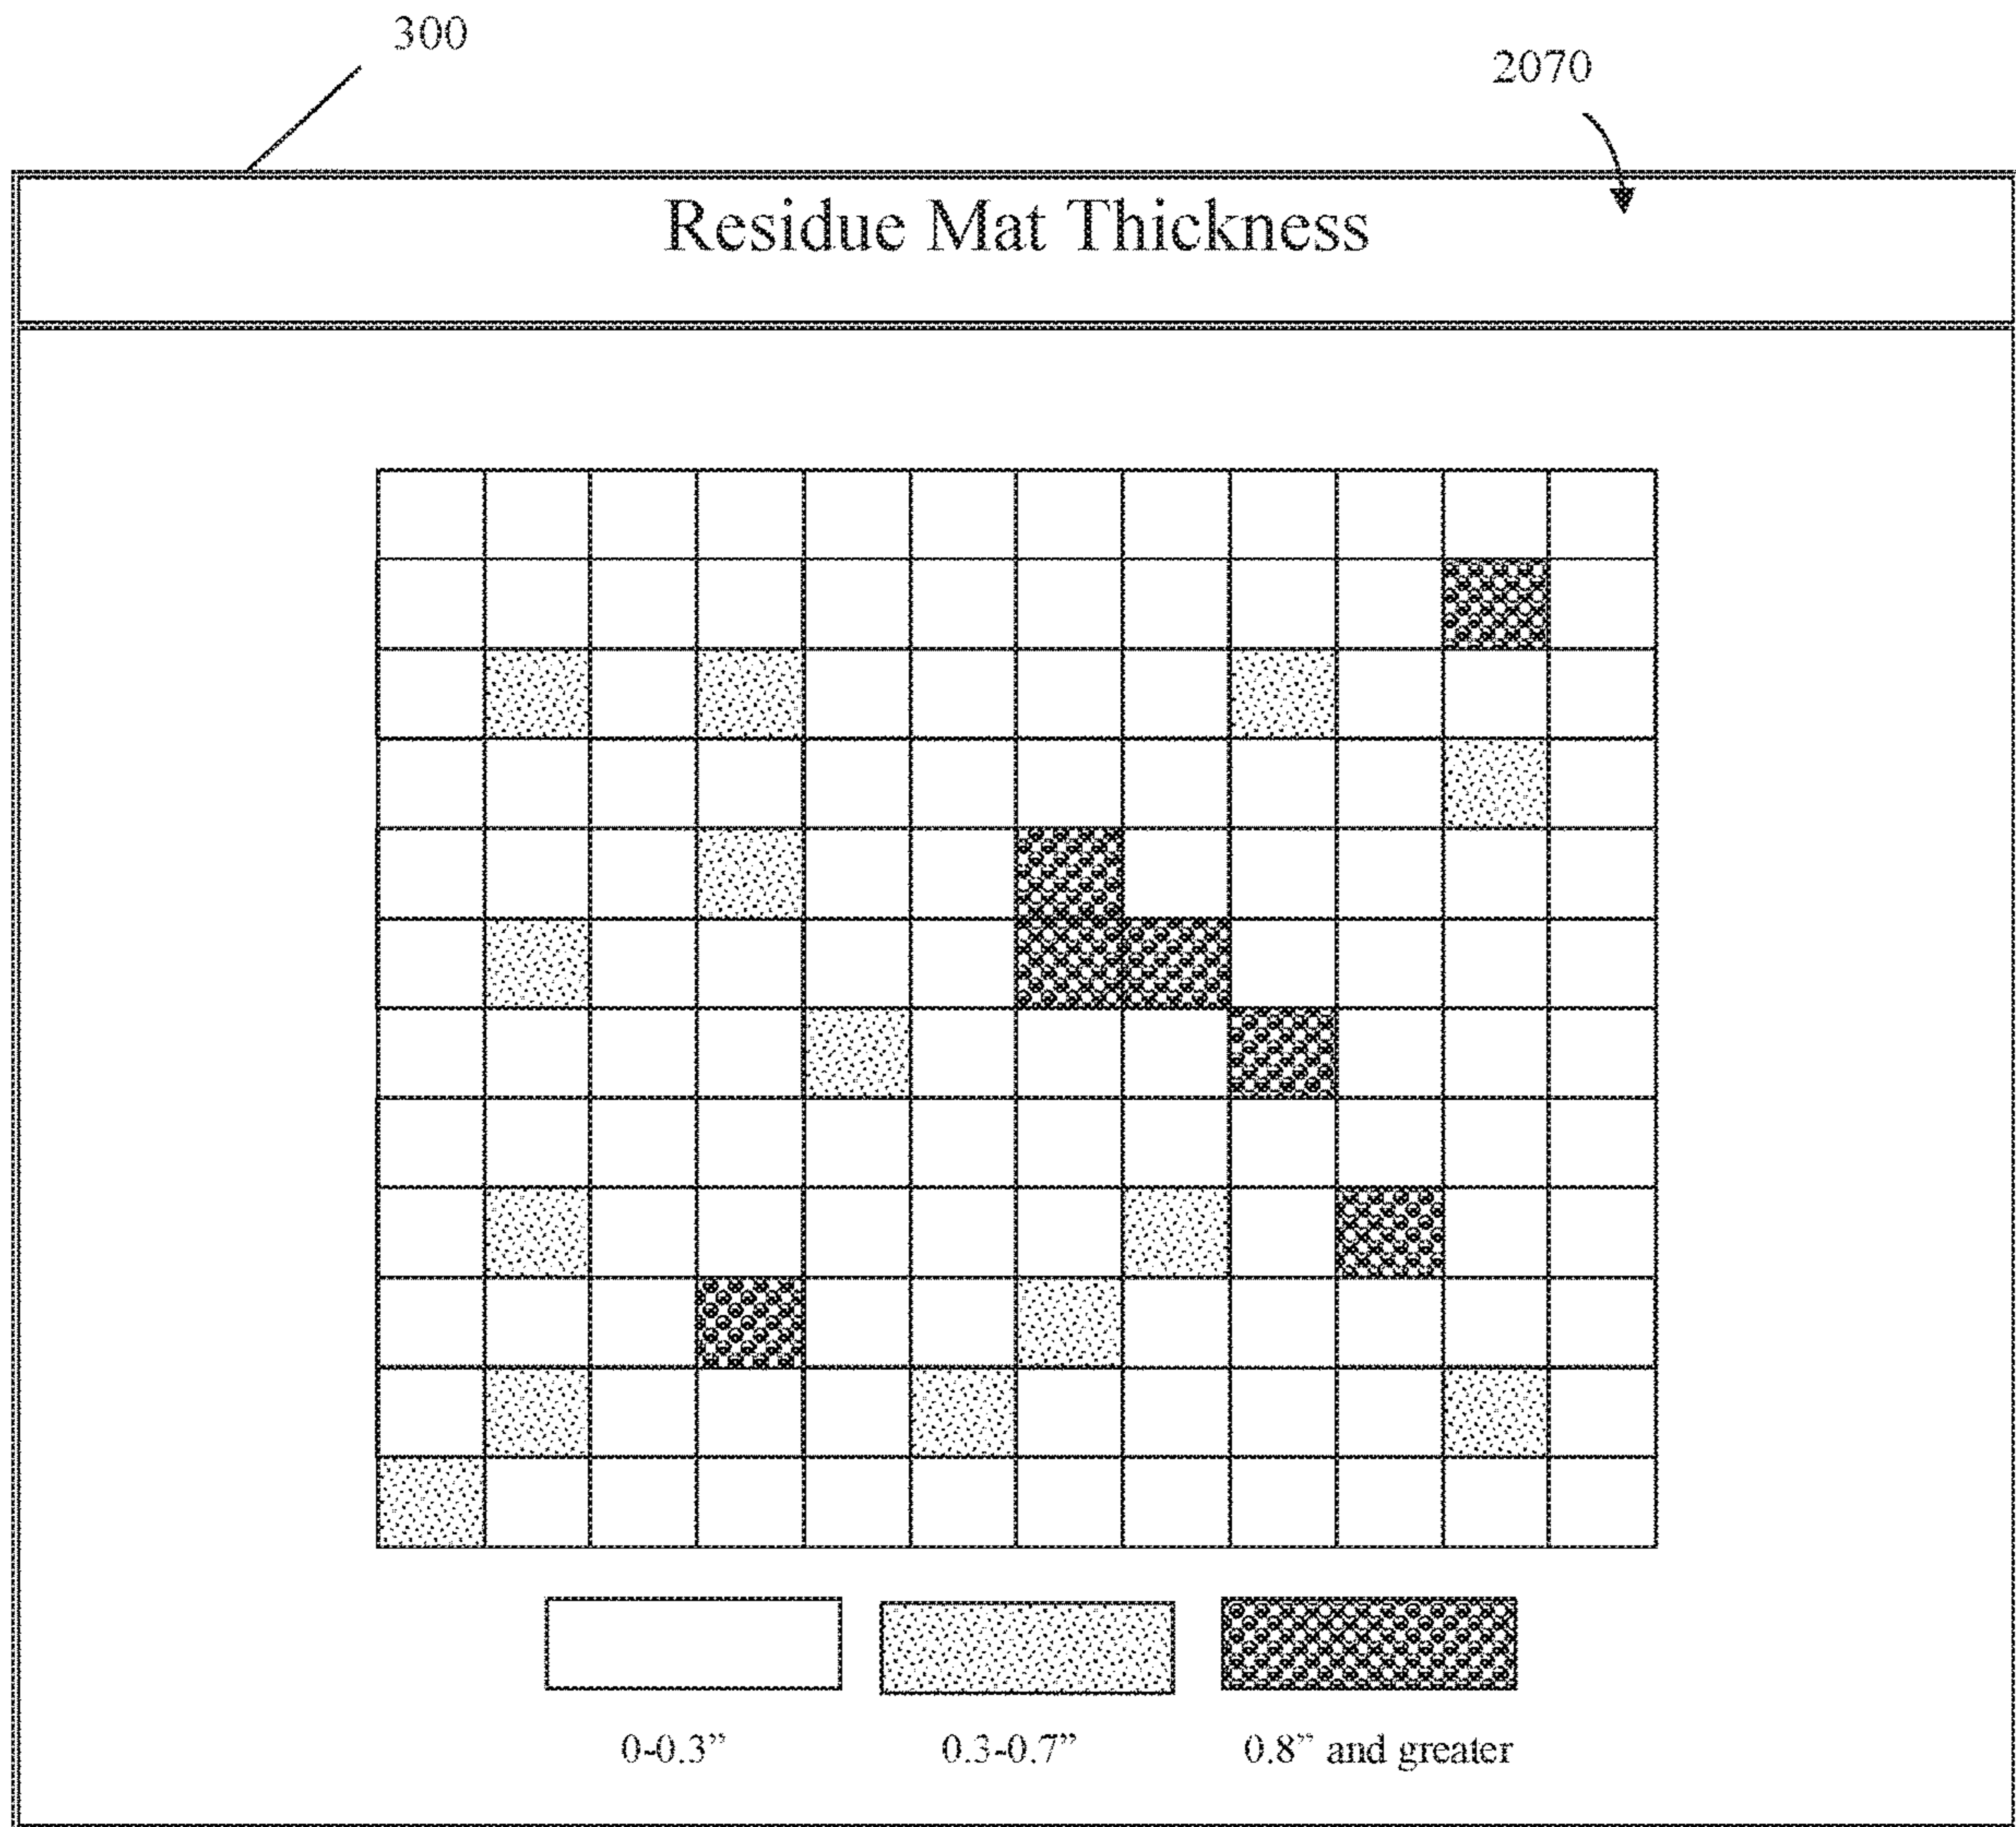 300
2070
Residue Mat Thickness
0-0.3”
0.3-0.7”
0.8” and greater